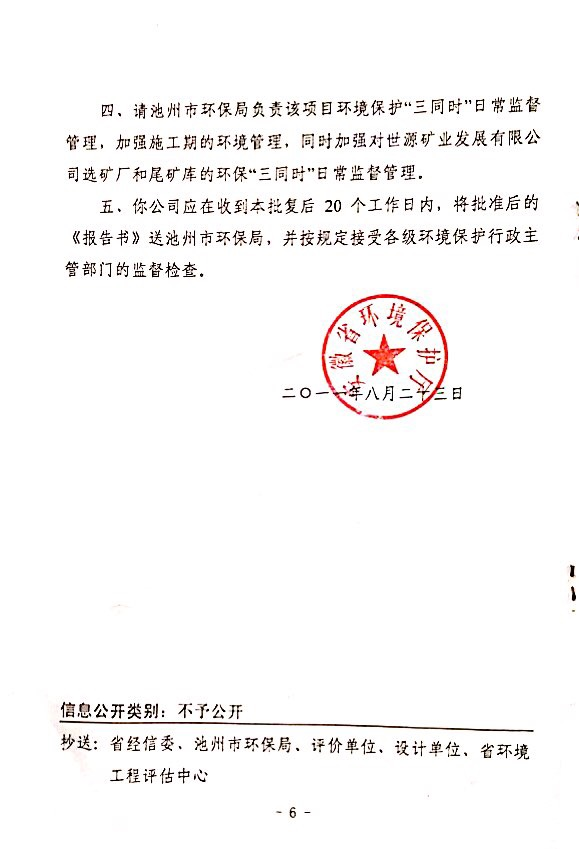 四、请池州市环保局负责该项目环境保护“三同时”日常监督
管理，加强施工期的环境管理，同时加强对世源矿业发展有限公
司选矿厂和尾矿库的环保“三同时”日常监督管理。
五、你公司应在收到本批复后 20 个工作日内，将批准后的
《报告书》送池州市环保局，并按规定接受各级环境保护行政主
管部门的监督检查。
安徽省环境保护厅
二〇一一年八月二十三日
信息公开类别：不予公开
抄送：省经信委、池州市环保局、评价单位、设计单位、省环境
工程评估中心
- 6 -